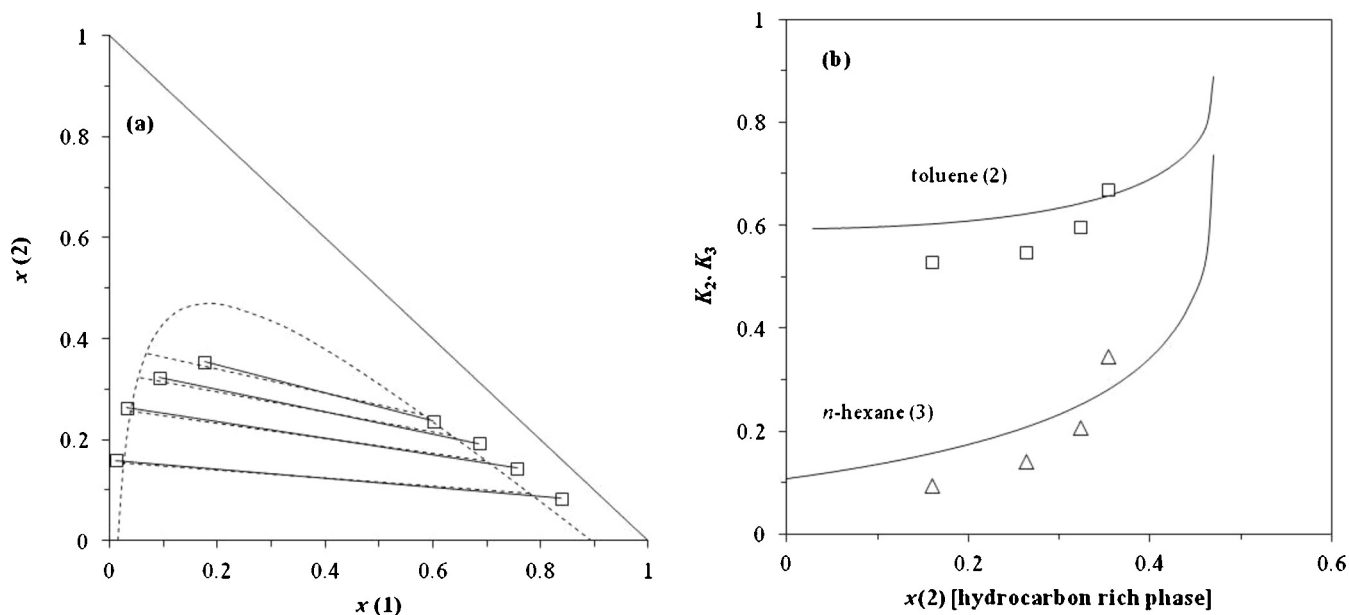 1
0.8
0.6
0.4
0.2
0
0 0.2 0.4 0.6 0.8 1
x (2)
x (1)
(a)
1
0.8
0.6
0.4
0.2
0
0 0.2 0.4 0.6
K2, K3
x(2) [hydrocarbon rich phase]
(b)
toluene (2)
n-hexane (3)